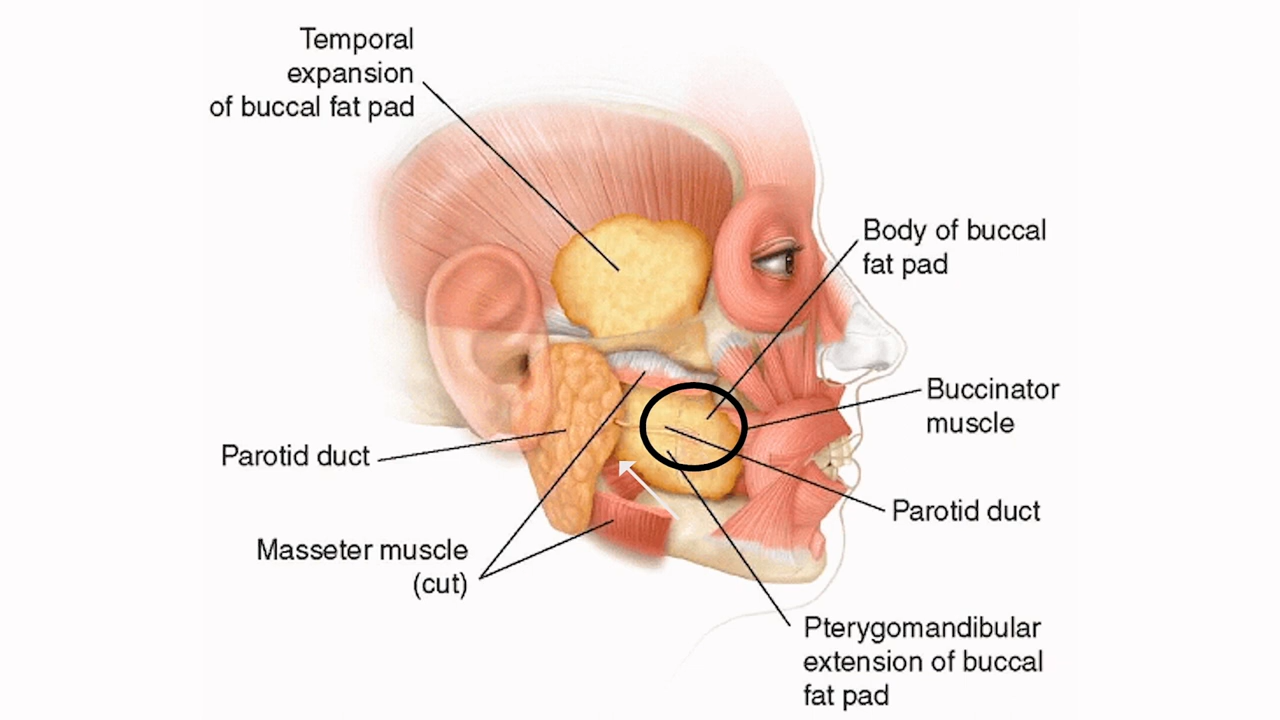 Temporal
expansion
of buccal fat pad
Body of buccal
fat pad
Buccinator
muscle
Parotid duct
Parotid duct
Masseter muscle
(cut)
Pterygomandibular
extension of buccal
fat pad